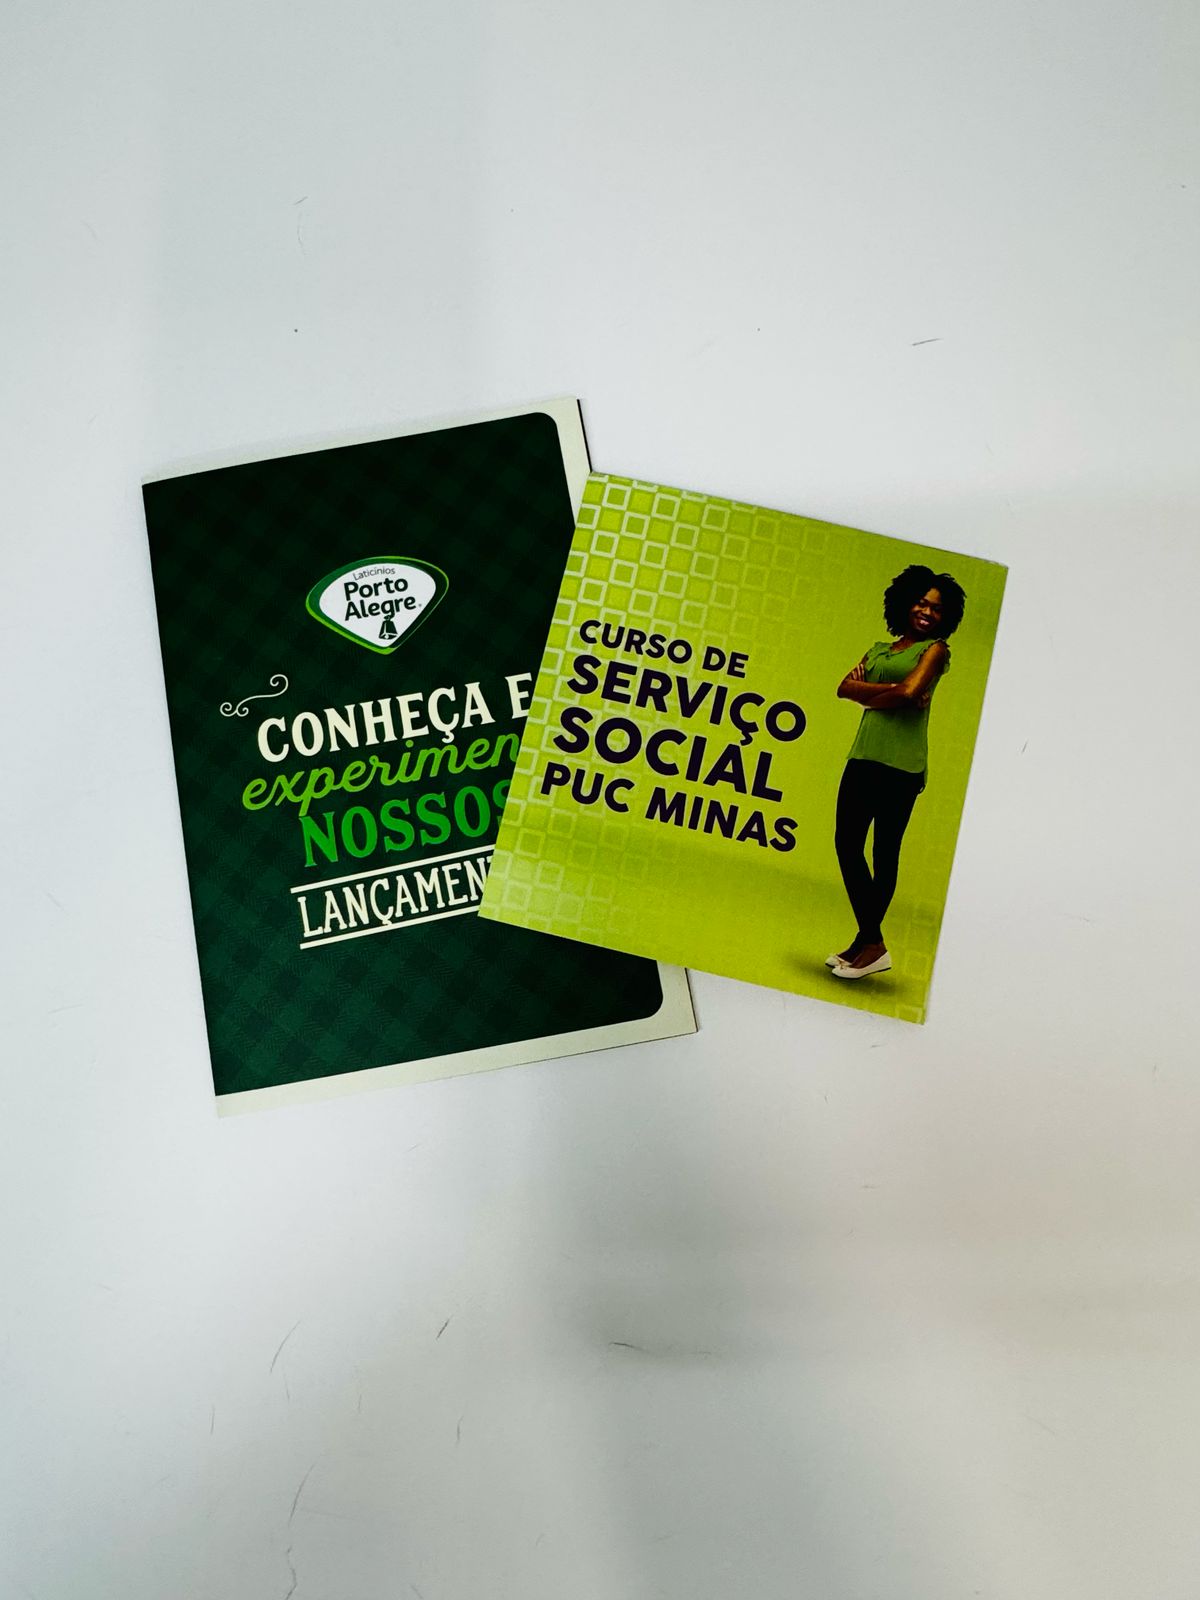 Laticínios
Porto
Alegre
CONHEÇA E
experimen
NOSSOS
LANÇAMEN
CURSO DE
SERVIÇO
SOCIAL
PUC MINAS